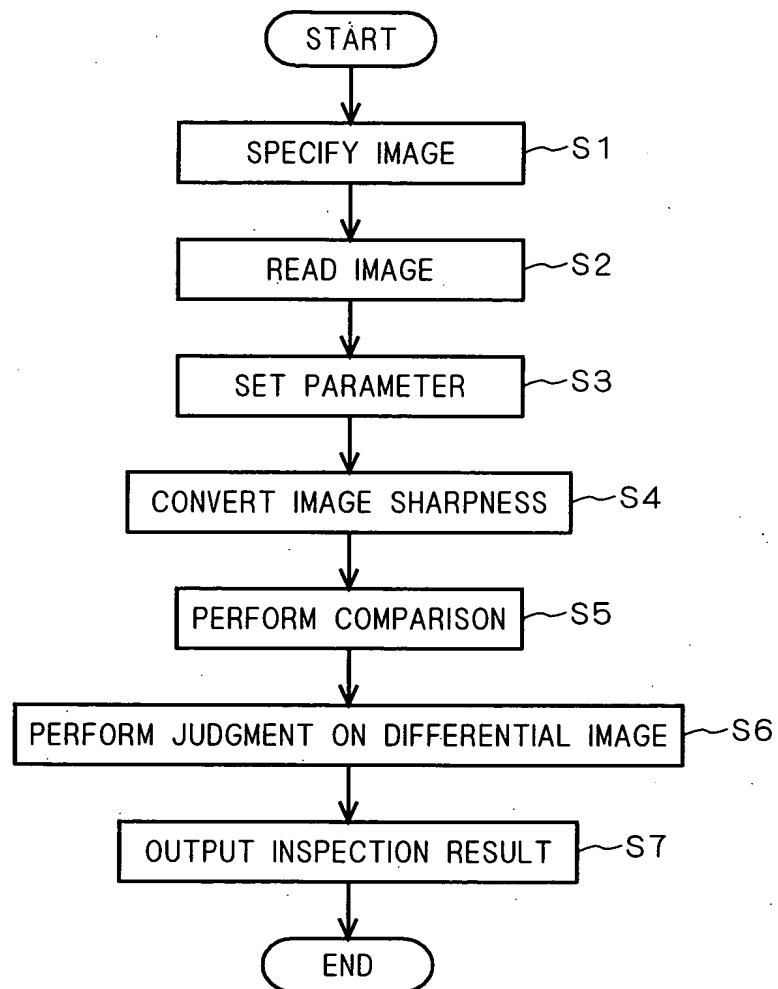 START
SPECIFY IMAGE S1
READ IMAGE S2
SET PARAMETER S3
CONVERT IMAGE SHARPNESS S4
PERFORM COMPARISON S5
PERFORM JUDGMENT ON DIFFERENTIAL IMAGE S6
OUTPUT INSPECTION RESULT S7
END